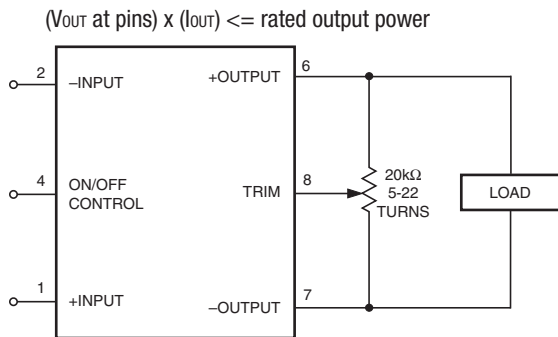 (VOUT at pins) x (IOUT) <= rated output power
2
–INPUT
+OUTPUT
6
4
ON/OFF
CONTROL
TRIM
8
20kΩ
5-22
TURNS
LOAD
1
+INPUT
–OUTPUT
7